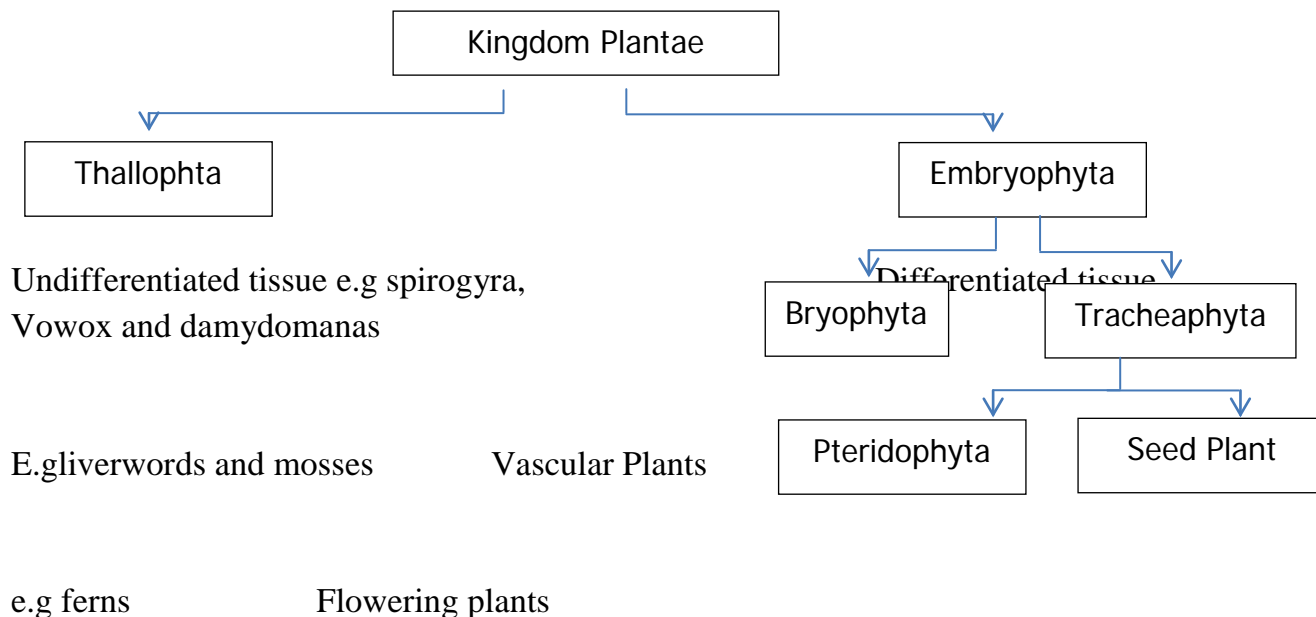 Kingdom Plantae
Thallophta
Embryophyta
Undifferentiated tissue e.g spirogyra,
Differentiated tissue
Vowox and damydomanas
Bryophyta
Tracheaphyta
E.gliverwords and mosses
Vascular Plants
Pteridophyta
Seed Plant
e.g ferns
Flowering plants